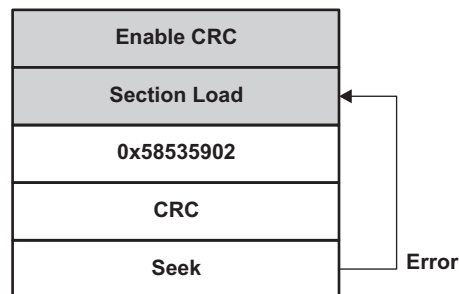 Enable CRC
Section Load
0x58535902
CRC
Seek
Error